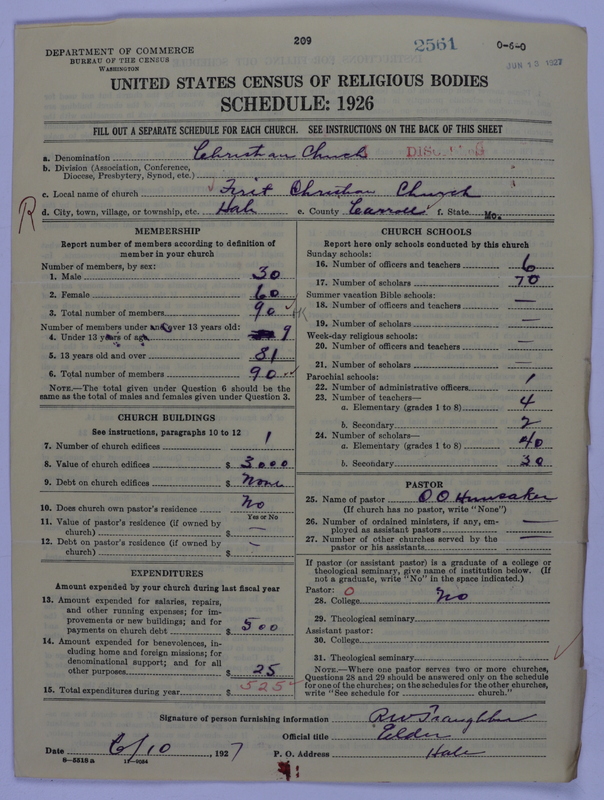 209
2561
0-6-0
JUN 13 1927
DEPARTMENT OF COMMERCE
BUREAU OF THE CENSUS
WASHINGTON
UNITED STATES CENSUS OF RELIGIOUS BODIES
SCHEDULE: 1926
FILL OUT A SEPARATE SCHEDULE FOR EACH CHURCH. SEE INSTRUCTIONS ON THE BACK OF THIS SHEET
a. Denomination Christian Church
b. Division (Association, Conference,
Diocese, Presbytery, Synod, etc.)
c. Local name of church First Christian Church
R
d. City, town, village, or township, etc. Hale e. County Carroll f. State Mo.
MEMBERSHIP
Report number of members according to definition of
member in your church
Number of members, by sex:
1. Male 30
2. Female 60
3. Total number of members 90
Number of members under and over 13 years old:
4. Under 13 years of age 9
5. 13 years old and over 81
6. Total number of members 90
NOTE.—The total given under Question 6 should be the
same as the total of males and females given under Question 3.
CHURCH BUILDINGS
See instructions, paragraphs 10 to 12
7. Number of church edifices 1
8. Value of church edifices $ 3000
9. Debt on church edifices $ None
10. Does church own pastor's residence No
Yes or No
11. Value of pastor's residence (if owned by
church) $ —
12. Debt on pastor's residence (if owned by
church) $ —
EXPENDITURES
Amount expended by your church during last fiscal year
13. Amount expended for salaries, repairs,
and other running expenses; for im-
provements or new buildings; and for
payments on church debt $ 500
14. Amount expended for benevolences, in-
cluding home and foreign missions; for
denominational support; and for all
other purposes $ 25
15. Total expenditures during year $ 525
CHURCH SCHOOLS
Report here only schools conducted by this church
Sunday schools:
16. Number of officers and teachers 6
17. Number of scholars 70
Summer vacation Bible schools:
18. Number of officers and teachers —
19. Number of scholars —
Week-day religious schools:
20. Number of officers and teachers —
21. Number of scholars —
Parochial schools:
22. Number of administrative officers 1
23. Number of teachers—
a. Elementary (grades 1 to 8) 4
b. Secondary 2
24. Number of scholars—
a. Elementary (grades 1 to 8) 40
b. Secondary 30
PASTOR
25. Name of pastor O O Hunsaker
(If church has no pastor, write "None")
26. Number of ordained ministers, if any, em-
ployed as assistant pastors —
27. Number of other churches served by the
pastor or his assistants —
If pastor (or assistant pastor) is a graduate of a college or
theological seminary, give name of institution below. (If
not a graduate, write "No" in the space indicated.)
Pastor: 0
28. College No
29. Theological seminary
Assistant pastor:
30. College
31. Theological seminary
NOTE.—Where one pastor serves two or more churches,
Questions 28 and 29 should be answered only on the schedule
for one of the churches; on the schedules for the other churches,
write "See schedule for church."
Signature of person furnishing information R W Traughber
Official title Elder
Date 6/10, 1927 P. O. Address Hale
8-5518a 11-9054